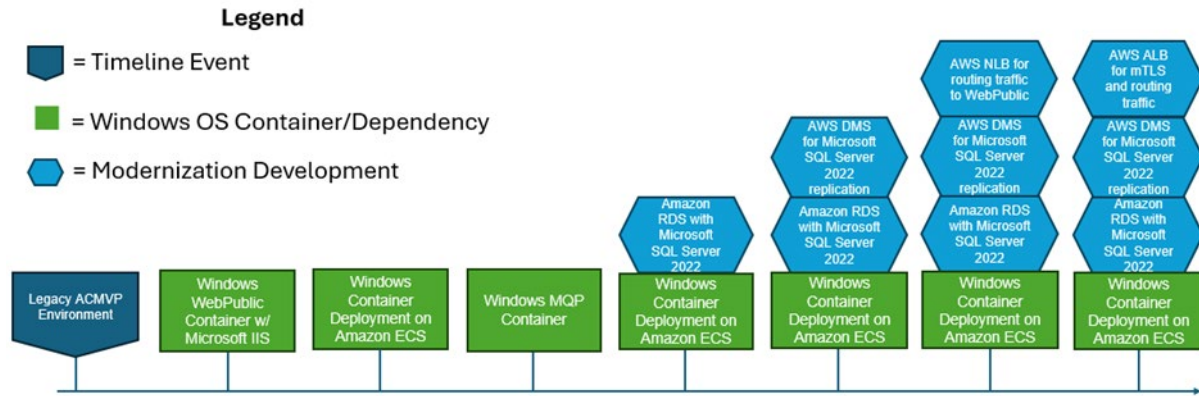 Legend
= Timeline Event
= Windows OS Container/Dependency
= Modernization Development
Legacy ACMVP
Environment
Windows
WebPublic
Container w/
Microsoft IIS
Windows
Container
Deployment on
Amazon ECS
Windows MQP
Container
Amazon
RDS with
Microsoft
SQL Server
2022
Windows
Container
Deployment on
Amazon ECS
AWS DMS
for Microsoft
SQL Server
2022
replication
Amazon RDS
with Microsoft
SQL Server
2022
Windows
Container
Deployment on
Amazon ECS
AWS NLB for
routing traffic
to WebPublic
AWS DMS
for Microsoft
SQL Server
2022
replication
Amazon RDS
with Microsoft
SQL Server
2022
Windows
Container
Deployment on
Amazon ECS
AWS ALB
for mTLS
and routing
traffic
AWS DMS
for Microsoft
SQL Server
2022
replication
Amazon
RDS with
Microsoft
SQL Server
2022
Windows
Container
Deployment on
Amazon ECS